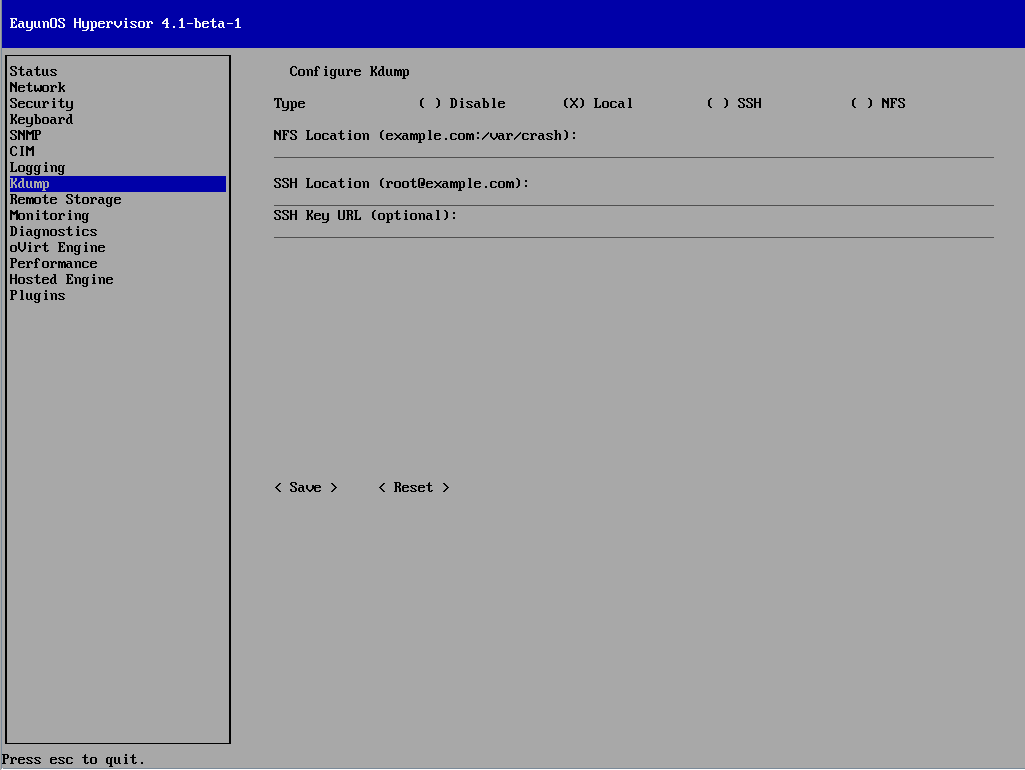 EayunOS Hypervisor 4.1-beta-1
Status
Network
Security
Keyboard
SNMP
CIM
Logging
Kdump
Remote Storage
Monitoring
Diagnostics
oVirt Engine
Performance
Hosted Engine
Plugins
Configure Kdump
Type ( ) Disable (X) Local ( ) SSH ( ) NFS
NFS Location (example.com:/var/crash):
SSH Location (root@example.com):
SSH Key URL (optional):
< Save > < Reset >
Press esc to quit.